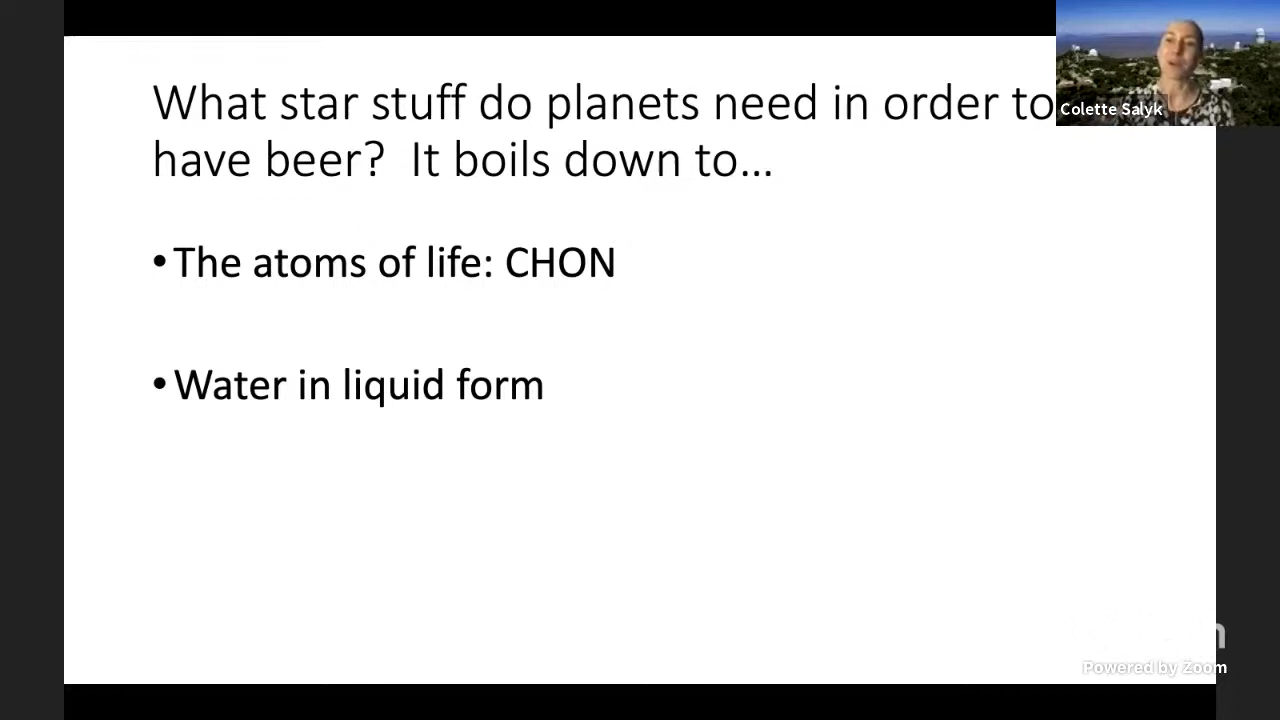 What star stuff do planets need in order to
have beer?  It boils down to...
•The atoms of life: CHON
•Water in liquid form
Colette Salyk
Powered by Zoom